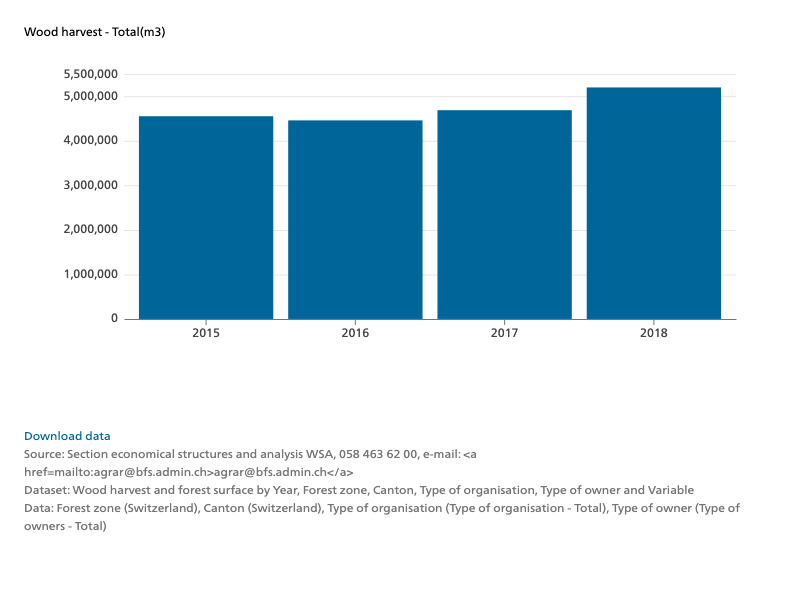 Wood harvest - Total(m3)
5,500,000
5,000,000
4,000,000
3,000,000
2,000,000
1,000,000
0
2015 2016 2017 2018
Download data
Source: Section economical structures and analysis WSA, 058 463 62 00, e-mail: <a
href=mailto:agrar@bfs.admin.ch>agrar@bfs.admin.ch</a>
Dataset: Wood harvest and forest surface by Year, Forest zone, Canton, Type of organisation, Type of owner and Variable
Data: Forest zone (Switzerland), Canton (Switzerland), Type of organisation (Type of organisation - Total), Type of owner (Type of
owners - Total)